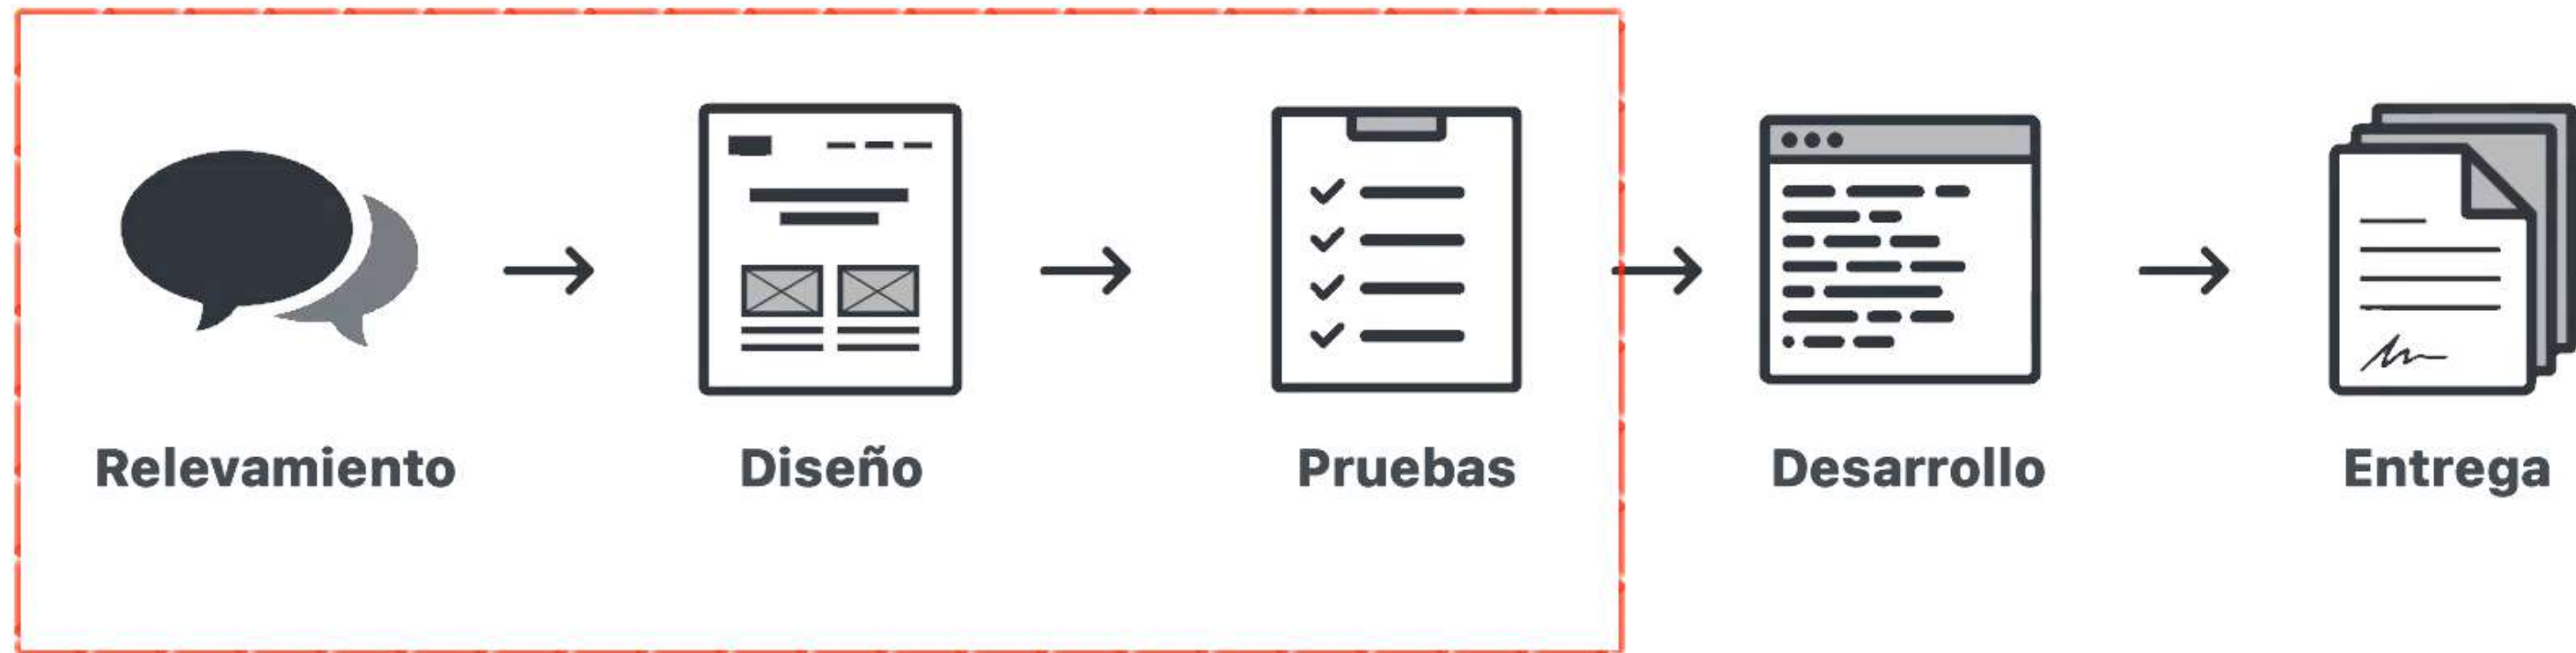 Relevamiento
Diseño
Pruebas
Desarrollo
Entrega